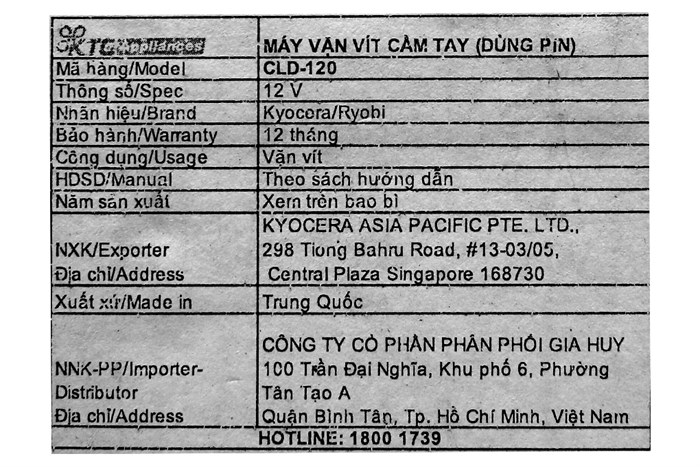 KTG eAppliances MÁY VẶN VÍT CẦM TAY (DÙNG PIN)
Mã hàng/Model CLD-120
Thông số/Spec 12 V
Nhãn hiệu/Brand Kyocora/Ryobi
Bảo hành/Warranty 12 tháng
Công dụng/Usage Vặn vít
HDSD/Manual Theo sách hướng dẫn
Năm sản xuất Xem trên bao bì
NXK/Exporter
Địa chỉ/Address
KYOCERA ASIA PACIFIC PTE. LTD.,
298 Tiong Bahru Road, #13-03/05,
Central Plaza Singapore 168730
Xuất xứ/Made in Trung Quốc
NNK-PP/Importer-
Distributor
Địa chỉ/Address
CÔNG TY CỔ PHẦN PHÂN PHỐI GIA HUY
100 Trần Đại Nghĩa, Khu phố 6, Phường
Tân Tạo A
Quận Bình Tân, Tp. Hồ Chí Minh, Việt Nam
HOTLINE: 1800 1739